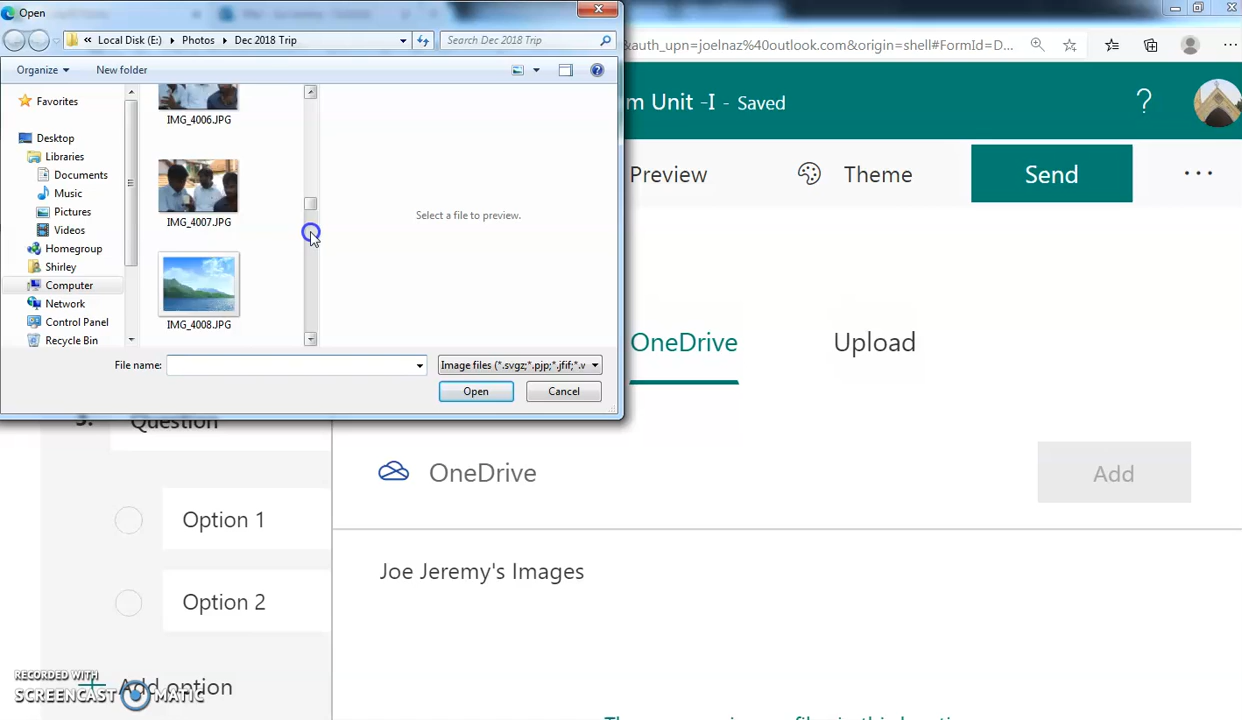 Open
« Local Disk (E:) ▸ Photos ▸ Dec 2018 Trip
Search Dec 2018 Trip
&auth_upn=joelnaz%40outlook.com&origin=shell#FormId=D...
Organize
New folder
Favorites
Desktop
Libraries
Documents
Music
Pictures
Videos
Homegroup
Shirley
Computer
Network
Control Panel
Recycle Bin
IMG_4006.JPG
IMG_4007.JPG
IMG_4008.JPG
Select a file to preview.
File name:
Image files (*.svgz;*.pjp;*.jfif;*.v
Open
Cancel
m Unit -I - Saved
?
Preview
Theme
Send
...
OneDrive
Upload
Question
Option 1
Option 2
Add option
OneDrive
Add
Joe Jeremy's Images
RECORDED WITH
SCREENCAST MATIC